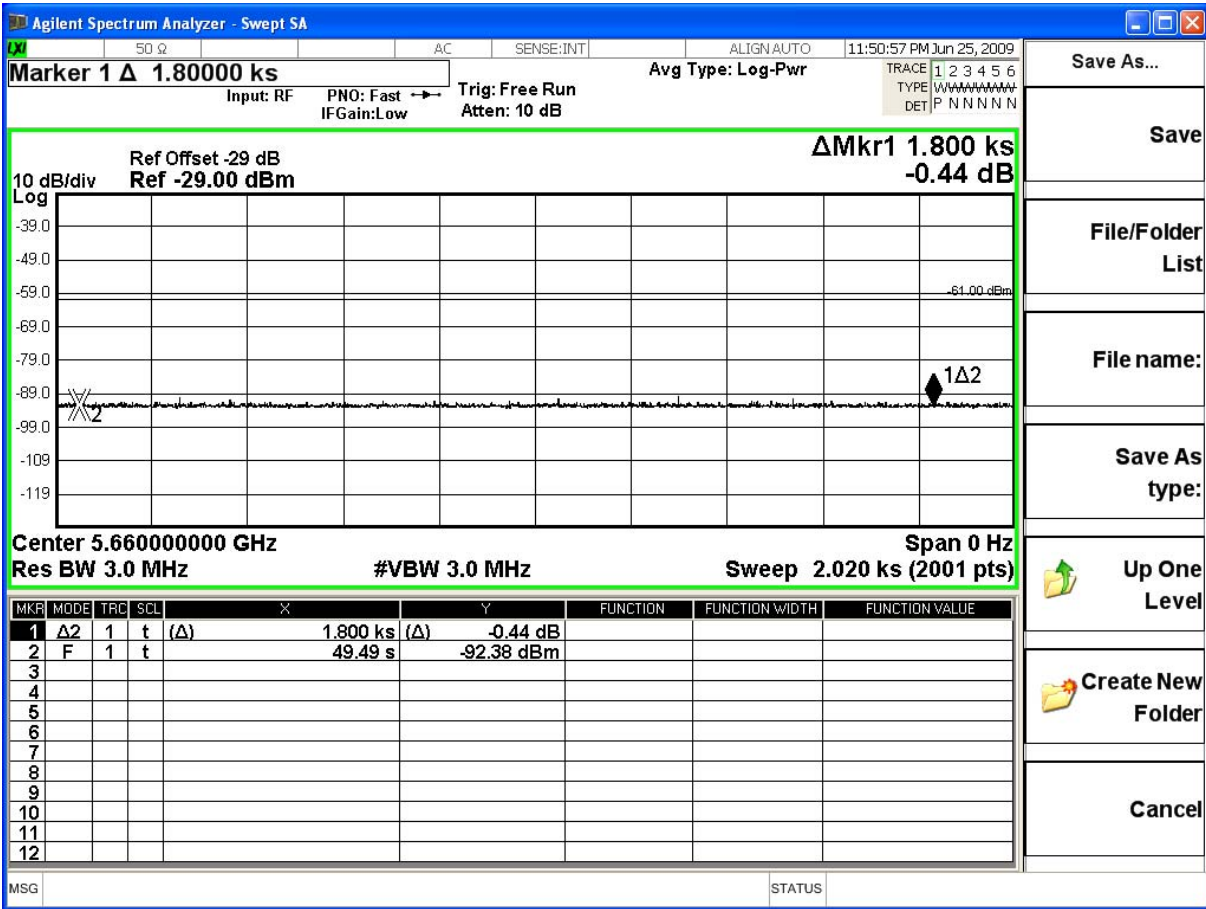 Agilent Spectrum Analyzer - Swept SA
LXI 50 Ω AC SENSE:INT ALIGN AUTO 11:50:57 PM Jun 25, 2009
Marker 1 Δ 1.80000 ks
Input: RF PNO: Fast IFGain:Low
Trig: Free Run
Atten: 10 dB
Avg Type: Log-Pwr
TRACE 1 2 3 4 5 6
TYPE WWWWWW
DET P N N N N N
Ref Offset -29 dB
10 dB/div Ref -29.00 dBm
Log
ΔMkr1 1.800 ks
-0.44 dB
-39.0
-49.0
-59.0
-61.00 dBm
-69.0
-79.0
-89.0
1Δ2
2
-99.0
-109
-119
Center 5.660000000 GHz Span 0 Hz
Res BW 3.0 MHz #VBW 3.0 MHz Sweep 2.020 ks (2001 pts)
MKR MODE TRC SCL X Y FUNCTION FUNCTION WIDTH FUNCTION VALUE
1 Δ2 1 t (Δ) 1.800 ks (Δ) -0.44 dB
2 F 1 t 49.49 s -92.38 dBm
3
4
5
6
7
8
9
10
11
12
MSG STATUS
Save As...
Save
File/Folder
List
File name:
Save As
type:
Up One
Level
Create New
Folder
Cancel